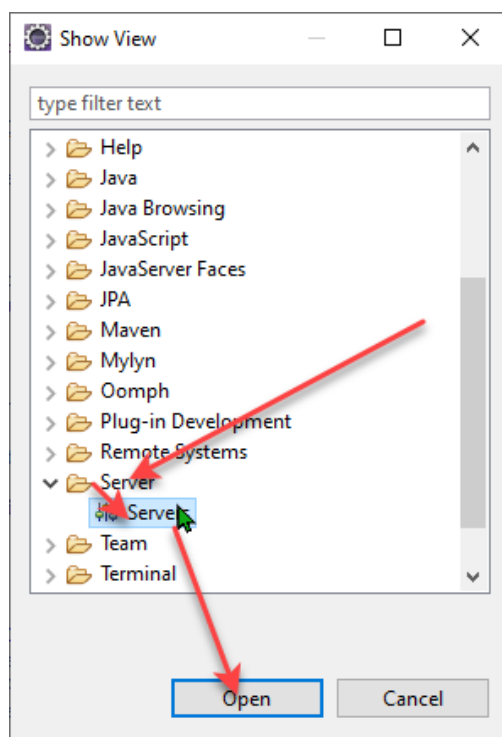 Show View
type filter text
Help
Java
Java Browsing
JavaScript
JavaServer Faces
JPA
Maven
Mylyn
Oomph
Plug-in Development
Remote Systems
Server
Servers
Team
Terminal
Open
Cancel